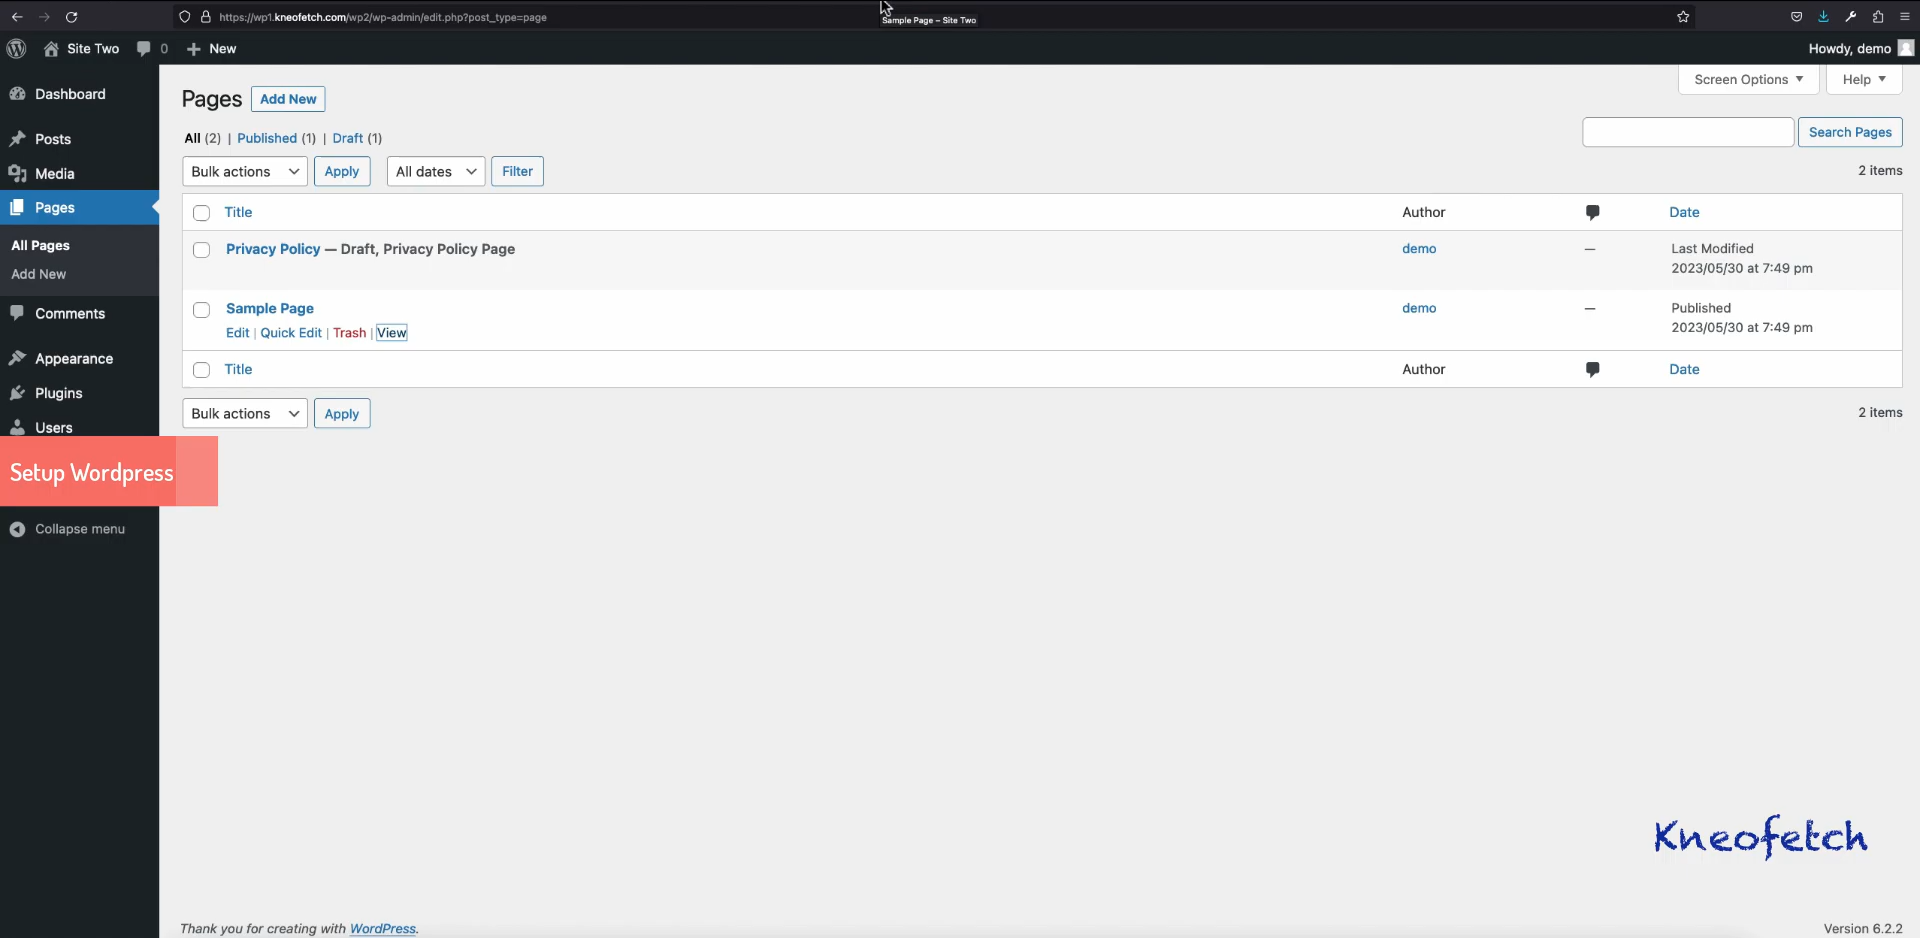 https://wp1.kneofetch.com/wp2/wp-admin/edit.php?post_type=page
Sample Page – Site Two
Site Two
0
New
Howdy, demo
Dashboard
Posts
Media
Pages
All Pages
Add New
Comments
Appearance
Plugins
Users
Setup Wordpress
Collapse menu
Screen Options
Help
Pages
Add New
All (2) | Published (1) | Draft (1)
Search Pages
Bulk actions
Apply
All dates
Filter
2 items
Title
Author
Date
Privacy Policy — Draft, Privacy Policy Page
demo
—
Last Modified
2023/05/30 at 7:49 pm
Sample Page
Edit | Quick Edit | Trash | View
demo
—
Published
2023/05/30 at 7:49 pm
Title
Author
Date
Bulk actions
Apply
2 items
Kneofetch
Thank you for creating with WordPress.
Version 6.2.2